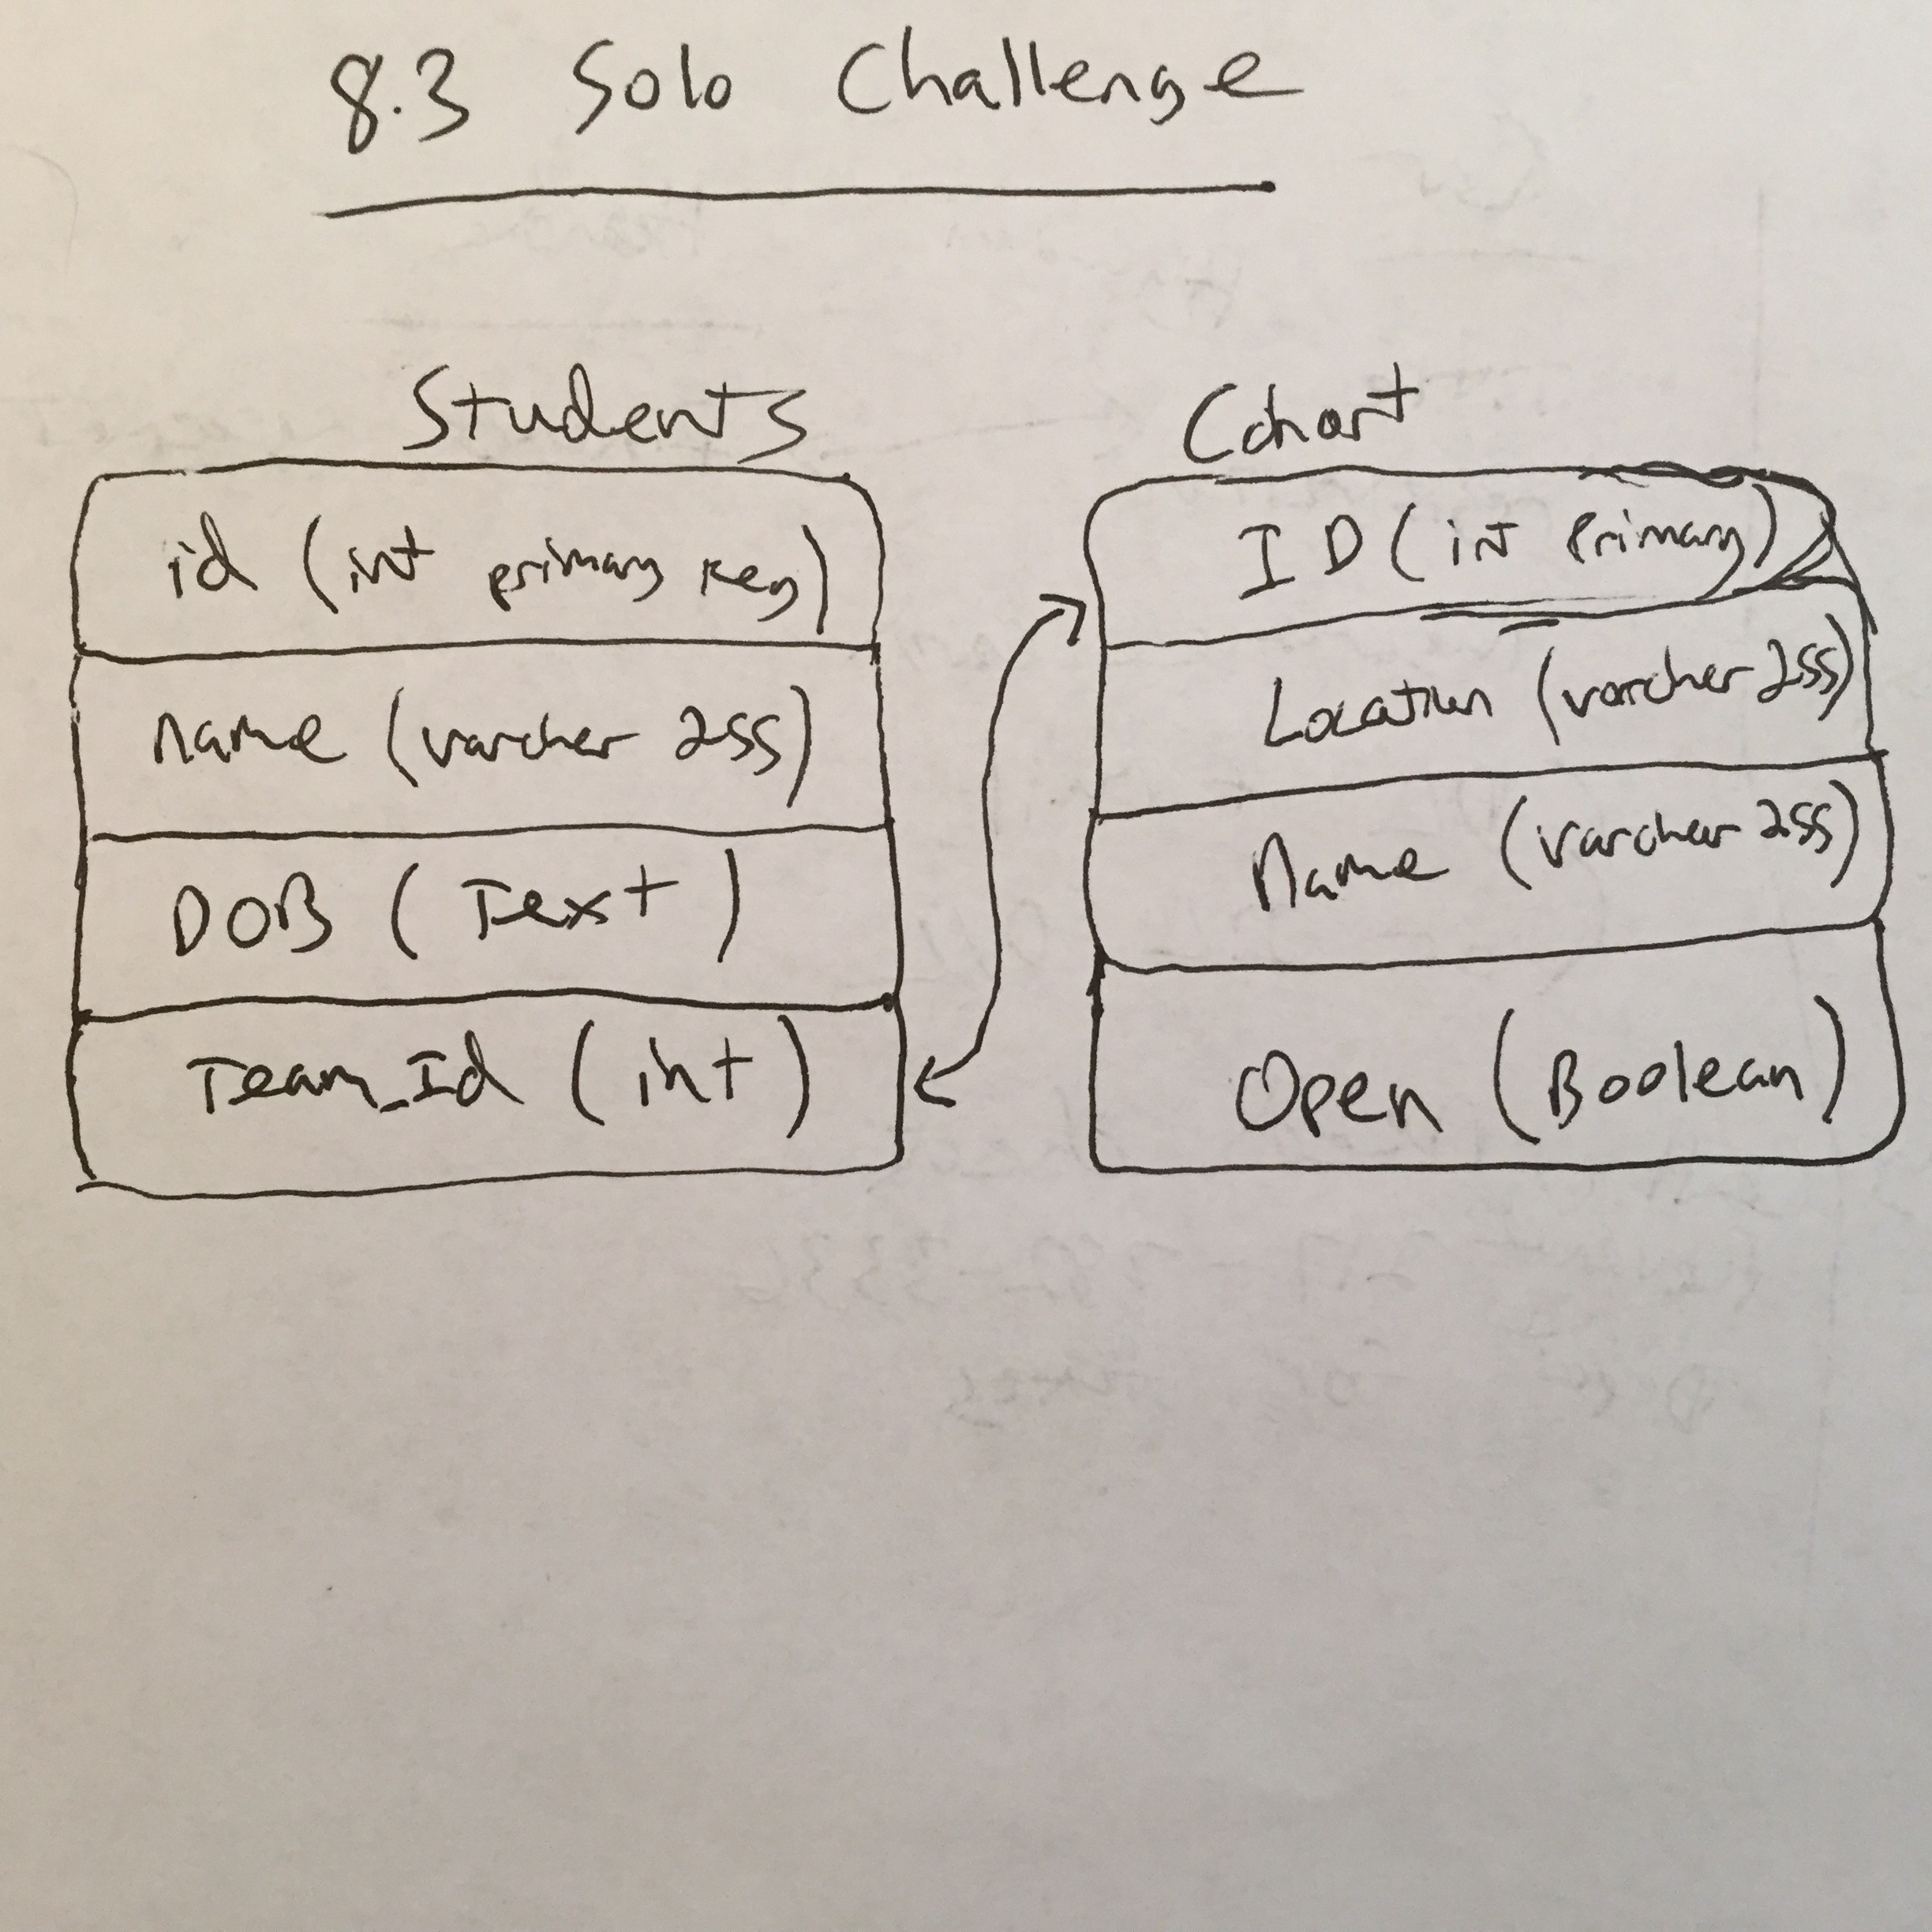 8.3 Solo Challenge
Students
id (int primary key)
name (varcher 255)
DOB (Text)
Team_Id (int)
Cohort
ID (int Primary)
Location (varcher 255)
Name (varcher 255)
Open (Boolean)